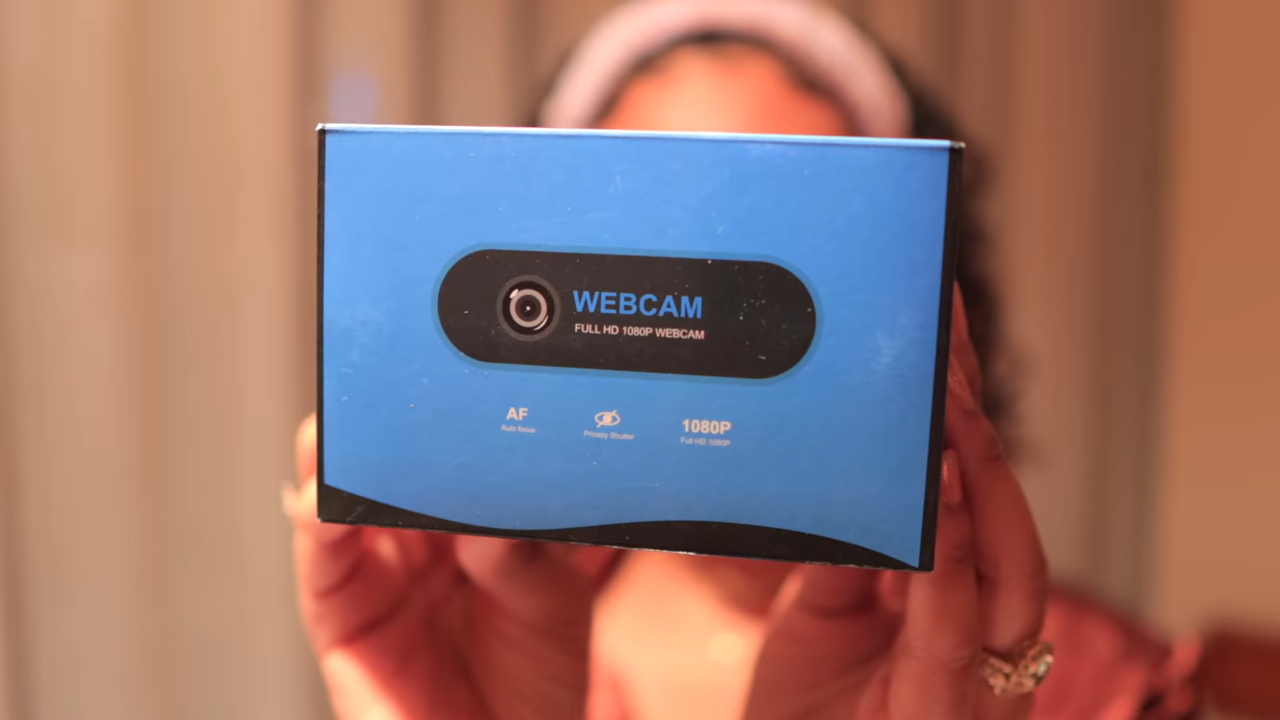 WEBCAM
FULL HD 1080P WEBCAM
AF
Auto focus
Privacy Shutter
1080P
Full HD 1080P